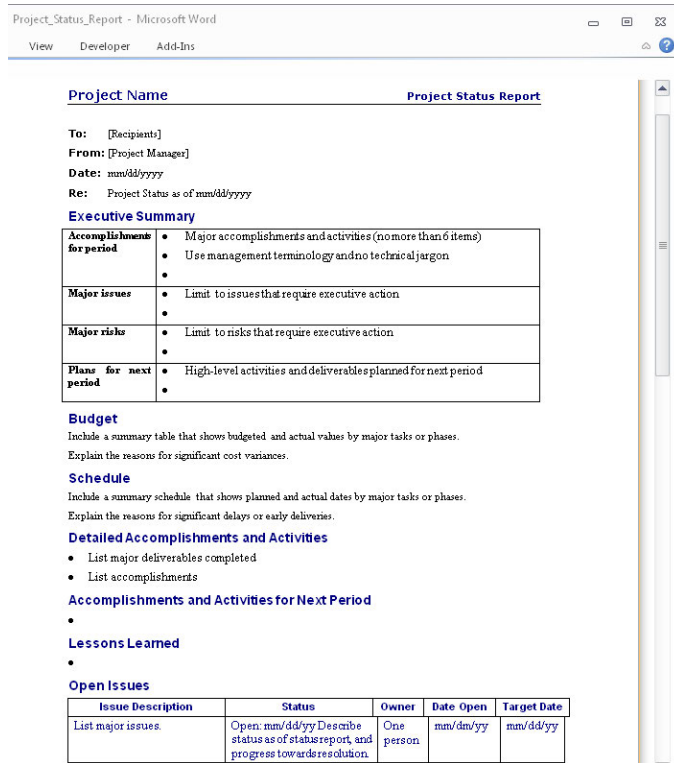 Project_Status_Report - Microsoft Word
View Developer Add-Ins
Project Name Project Status Report
To: [Recipients]
From: [Project Manager]
Date: mm/dd/yyyy
Re: Project Status as of mm/dd/yyyy
Executive Summary
Accomplishments for period
• Major accomplishments and activities (no more than 6 items)
• Use management terminology and no technical jargon
•
Major issues
• Limit to issues that require executive action
•
Major risks
• Limit to risks that require executive action
•
Plans for next period
• High-level activities and deliverables planned for next period
•
Budget
Include a summary table that shows budgeted and actual values by major tasks or phases.
Explain the reasons for significant cost variances.
Schedule
Include a summary schedule that shows planned and actual dates by major tasks or phases.
Explain the reasons for significant delays or early deliveries.
Detailed Accomplishments and Activities
• List major deliverables completed
• List accomplishments
Accomplishments and Activities for Next Period
•
Lessons Learned
•
Open Issues
Issue Description Status Owner Date Open Target Date
List major issues. Open: mm/dd/yy Describe One mm/dm/yy mm/dd/yy
status as of status report, and person
progress towards resolution.